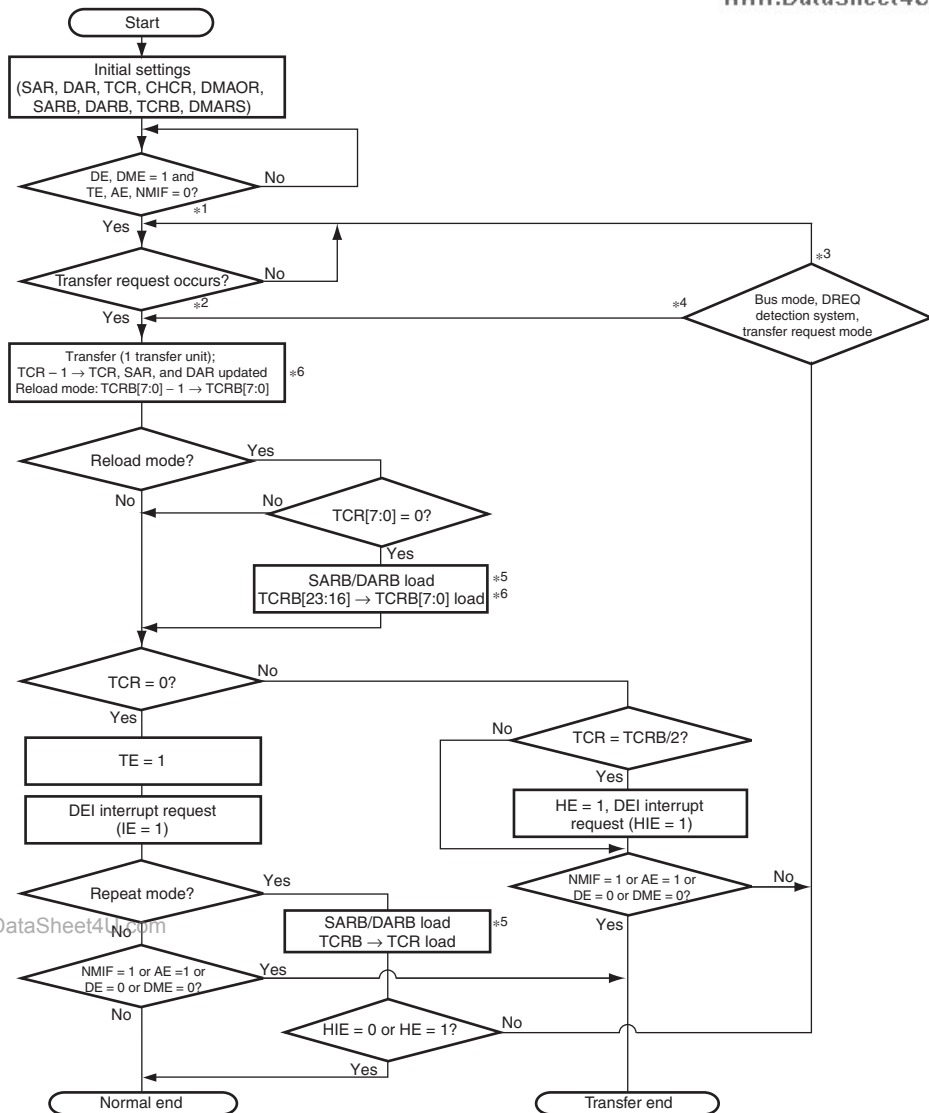 Start
Initial settings
(SAR, DAR, TCR, CHCR, DMAOR,
SARB, DARB, TCRB, DMARS)
DE, DME = 1 and
TE, AE, NMIF = 0?
No
*1
Yes
Transfer request occurs?
No
*2
Yes
*3
*4
Bus mode, DREQ
detection system,
transfer request mode
Transfer (1 transfer unit);
TCR – 1 → TCR, SAR, and DAR updated
Reload mode: TCRB[7:0] – 1 → TCRB[7:0]
*6
Reload mode?
Yes
No
TCR[7:0] = 0?
No
Yes
SARB/DARB load
TCRB[23:16] → TCRB[7:0] load
*5
*6
TCR = 0?
No
Yes
TE = 1
DEI interrupt request
(IE = 1)
TCR = TCRB/2?
No
Yes
HE = 1, DEI interrupt
request (HIE = 1)
Repeat mode?
Yes
No
SARB/DARB load
TCRB → TCR load
*5
NMIF = 1 or AE = 1 or
DE = 0 or DME = 0?
No
Yes
NMIF = 1 or AE =1 or
DE = 0 or DME = 0?
Yes
No
HIE = 0 or HE = 1?
No
Yes
Normal end
Transfer end
DataSheet4U.com